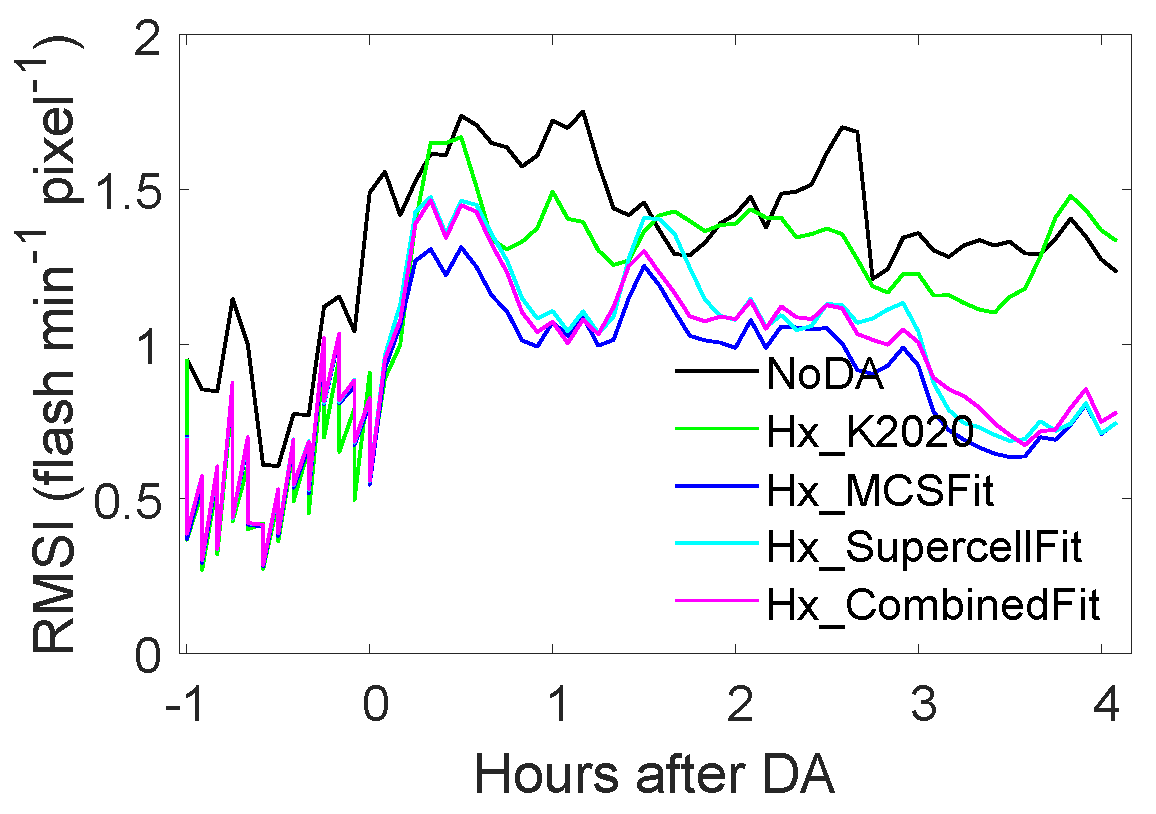 RMSI (flash min-1 pixel-1)
2
1.5
1
0.5
0
NoDA
Hx_K2020
Hx_MCSFit
Hx_SupercellFit
Hx_CombinedFit
-1 0 1 2 3 4
Hours after DA